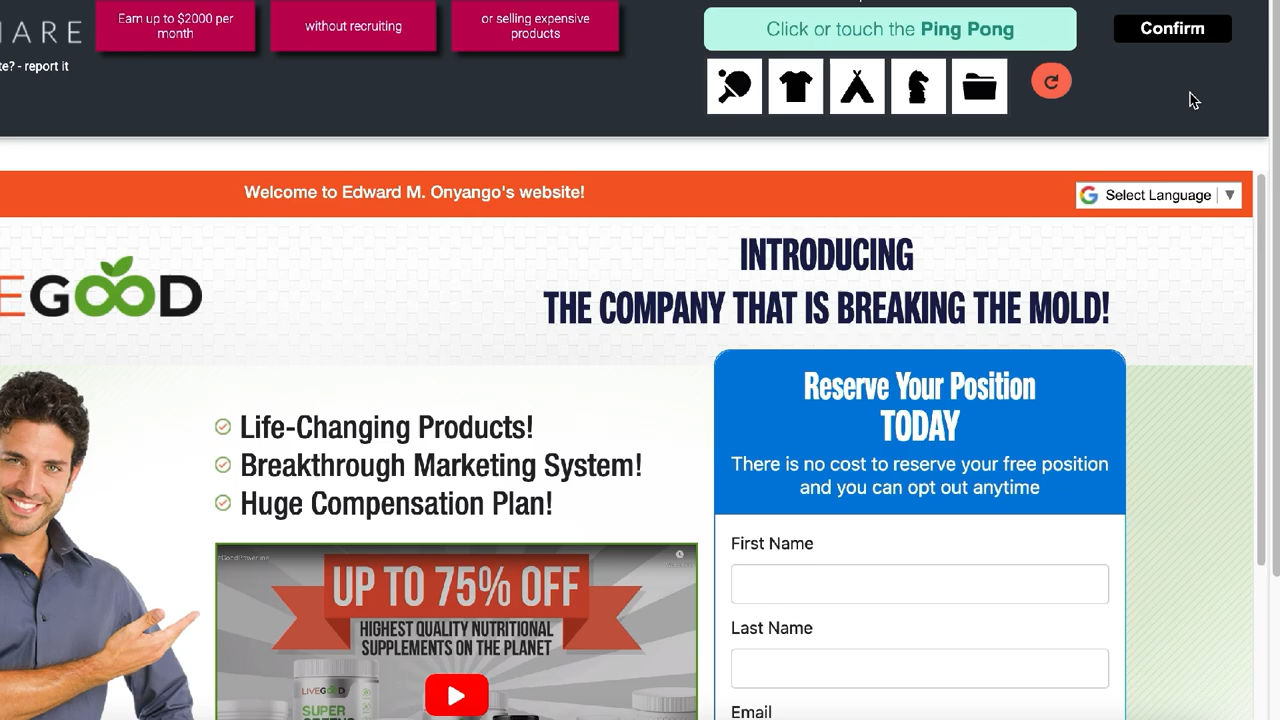 HARE
Earn up to $2000 per
month
without recruiting
or selling expensive
products
Click or touch the Ping Pong
Confirm
te? - report it
Welcome to Edward M. Onyango's website!
Select Language ▼
EGOOD
INTRODUCING
THE COMPANY THAT IS BREAKING THE MOLD!
Life-Changing Products!
Breakthrough Marketing System!
Huge Compensation Plan!
Reserve Your Position
TODAY
There is no cost to reserve your free position
and you can opt out anytime
First Name
Last Name
Email
UP TO 75% OFF
HIGHEST QUALITY NUTRITIONAL
SUPPLEMENTS ON THE PLANET
LIVEGOOD
SUPER
GREENS